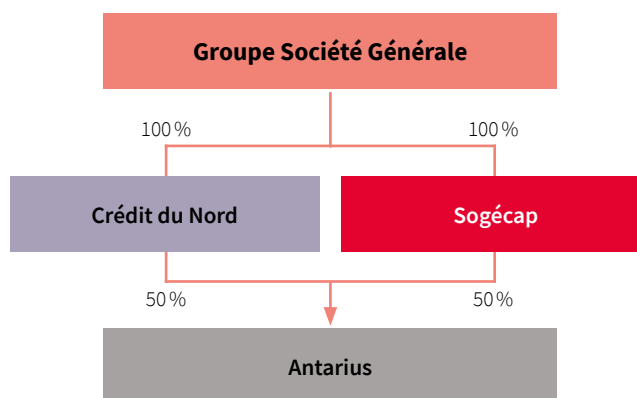 Groupe Société Générale
100 %
100 %
Crédit du Nord
Sogécap
50 %
50 %
Antarius